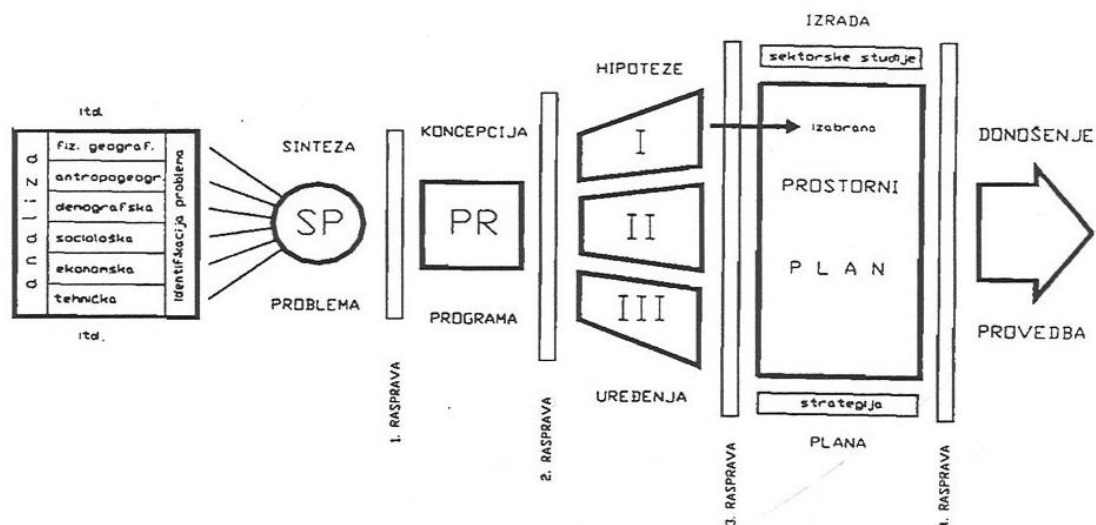 itd.
analiza
fiz. geograf.
antropogeogr.
demografska
sociološka
ekonomska
tehnička
Identifikacija problema
itd.
SINTEZA
SP
PROBLEMA
1. RASPRAVA
KONCEPCIJA
PR
PROGRAMA
2. RASPRAVA
HIPOTEZE
I
II
III
UREĐENJA
3. RASPRAVA
IZRADA
sektorske studije
izabrana
PROSTORNI
PLAN
strategija
PLANA
4. RASPRAVA
DONOŠENJE
PROVEDBA